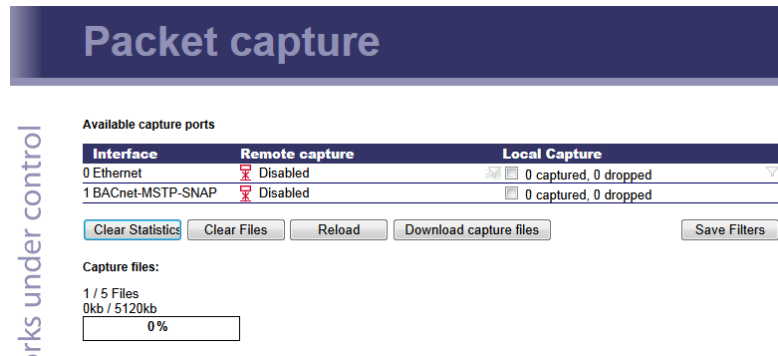 Packet capture
orks under control
Available capture ports
Interface Remote capture Local Capture
0 Ethernet Disabled 0 captured, 0 dropped
1 BACnet-MSTP-SNAP Disabled 0 captured, 0 dropped
Clear Statistics Clear Files Reload Download capture files Save Filters
Capture files:
1 / 5 Files
0kb / 5120kb
0%